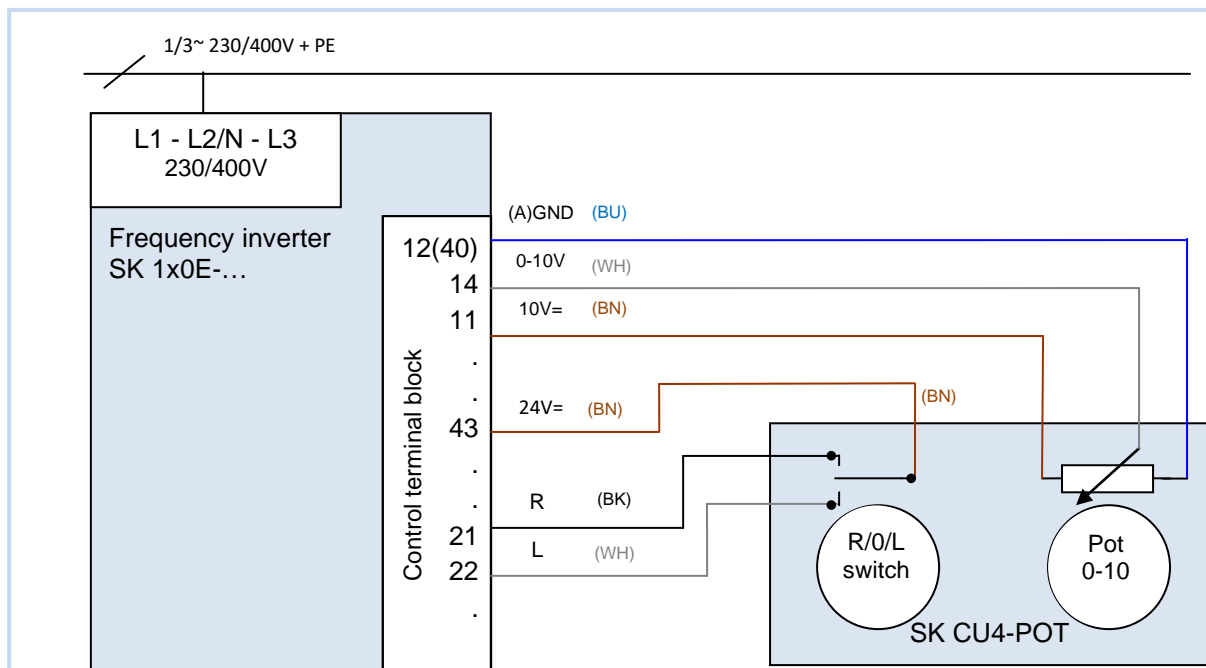 1/3~ 230/400V + PE
L1 - L2/N - L3
230/400V
Frequency inverter
SK 1x0E-…
Control terminal block
12(40)
14
11
.
.
43
.
.
21
22
.
(A)GND (BU)
0-10V (WH)
10V= (BN)
24V= (BN)
(BN)
R (BK)
L (WH)
R/0/L
switch
Pot
0-10
SK CU4-POT